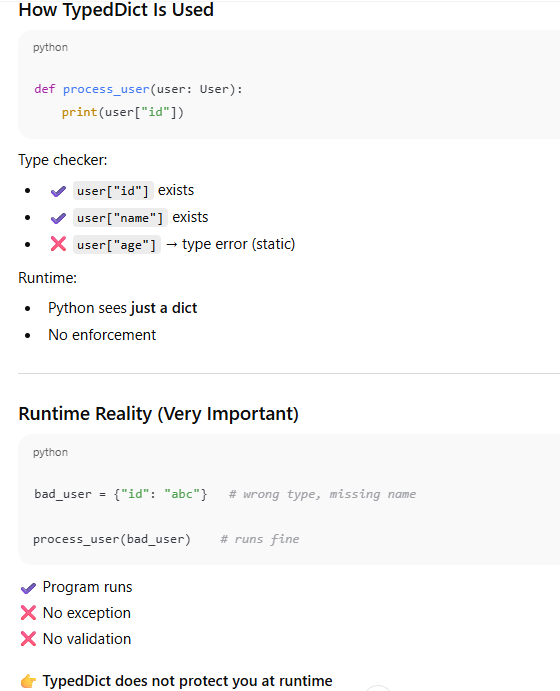 How TypedDict Is Used
python
def process_user(user: User):
    print(user["id"])
Type checker:
• ✔ user["id"] exists
• ✔ user["name"] exists
• ❌ user["age"] → type error (static)
Runtime:
• Python sees just a dict
• No enforcement
Runtime Reality (Very Important)
python
bad_user = {"id": "abc"}   # wrong type, missing name
process_user(bad_user)    # runs fine
✔ Program runs
❌ No exception
❌ No validation
👉 TypedDict does not protect you at runtime